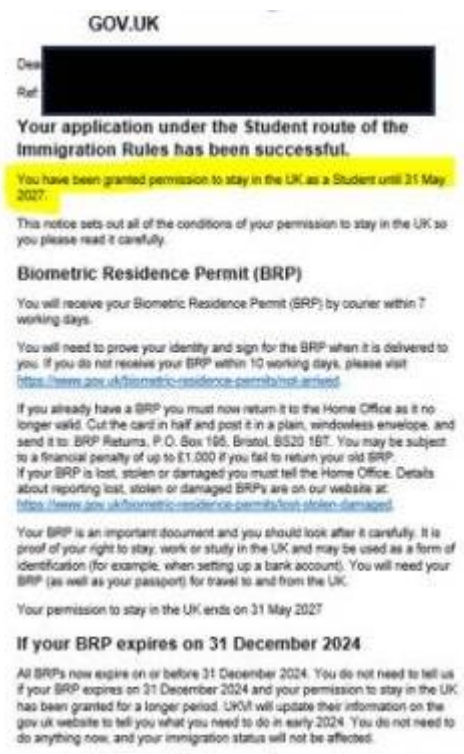 GOV.UK
Dea
Ref
Your application under the Student route of the
Immigration Rules has been successful.
You have been granted permission to stay in the UK as a Student until 31 May
2027.
This notice sets out all of the conditions of your permission to stay in the UK so
you please read it carefully.
Biometric Residence Permit (BRP)
You will receive your Biometric Residence Permit (BRP) by courier within 7
working days.
You will need to prove your identity and sign for the BRP when it is delivered to
you. If you do not receive your BRP within 10 working days, please visit
https://www.gov.uk/biometric-residence-permits/not-arrived.
If you already have a BRP you must now return it to the Home Office as it no
longer valid. Cut the card in half and post it in a plain, windowless envelope, and
send it to: BRP Returns, P.O. Box 195, Bristol, BS20 1BT. You may be subject
to a financial penalty of up to £1,000 if you fail to return your old BRP.
If your BRP is lost, stolen or damaged you must tell the Home Office. Details
about reporting lost, stolen or damaged BRPs are on our website at:
https://www.gov.uk/biometric-residence-permits/lost-stolen-damaged.
Your BRP is an important document and you should look after it carefully. It is
proof of your right to stay, work or study in the UK and may be used as a form of
identification (for example, when setting up a bank account). You will need your
BRP (as well as your passport) for travel to and from the UK.
Your permission to stay in the UK ends on 31 May 2027
If your BRP expires on 31 December 2024
All BRPs now expire on or before 31 December 2024. You do not need to tell us
if your BRP expires on 31 December 2024 and your permission to stay in the UK
has been granted for a longer period. UKVI will update their information on the
gov.uk website to tell you what you need to do in early 2024. You do not need to
do anything now, and your immigration status will not be affected.